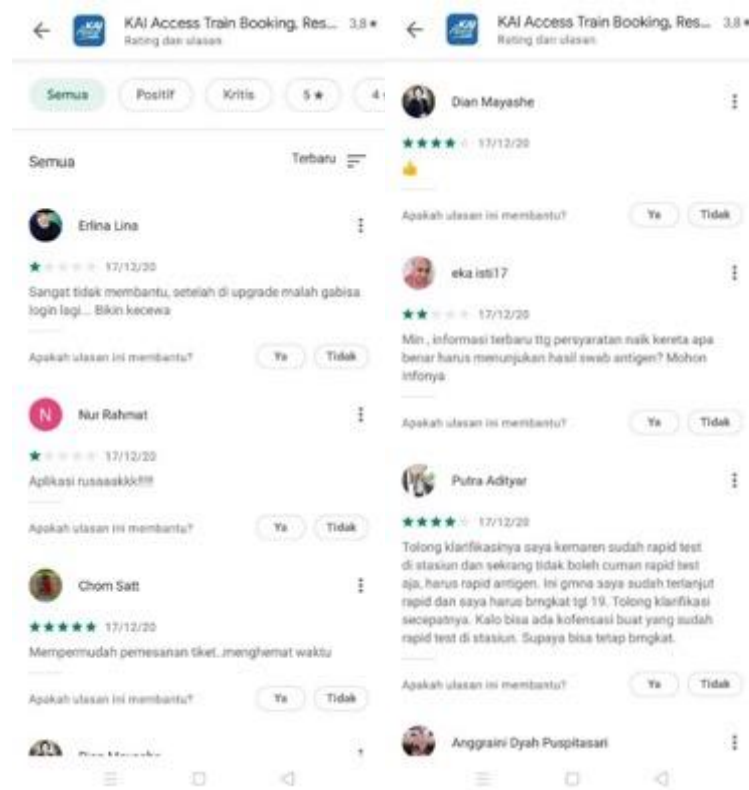 KAI Access Train Booking, Res... 3,8★
Rating dan ulasan
Semua
Positif
Kritis
5 ★
4
Semua
Terbaru
Erlina Lina
17/12/20
Sangat tidak membantu, setelah di upgrade malah gabisa
login lagi... Bikin kecewa
Apakah ulasan ini membantu?
Ya
Tidak
N
Nur Rahmat
17/12/20
Aplikasi rusaaakkk!!!!!
Apakah ulasan ini membantu?
Ya
Tidak
Chom Satt
17/12/20
Mempermudah pemesanan tiket..menghemat waktu
Apakah ulasan ini membantu?
Ya
Tidak
Dian Mayashe
KAI Access Train Booking, Res... 3,8★
Rating dan ulasan
Dian Mayashe
17/12/20
Apakah ulasan ini membantu?
Ya
Tidak
eka isti17
17/12/20
Min , informasi terbaru ttg persyaratan naik kereta apa
benar harus menunjukan hasil swab antigen? Mohon
infonya
Apakah ulasan ini membantu?
Ya
Tidak
Putra Adityar
17/12/20
Tolong klarifikasinya saya kemaren sudah rapid test
di stasiun dan sekrang tidak boleh cuman rapid test
aja, harus rapid antigen. Ini gmna saya sudah terlanjut
rapid dan saya harus brngkat tgl 19. Tolong klarifikasi
secepatnya. Kalo bisa ada kofensasi buat yang sudah
rapid test di stasiun. Supaya bisa tetap brngkat.
Apakah ulasan ini membantu?
Ya
Tidak
Anggraini Dyah Puspitasari